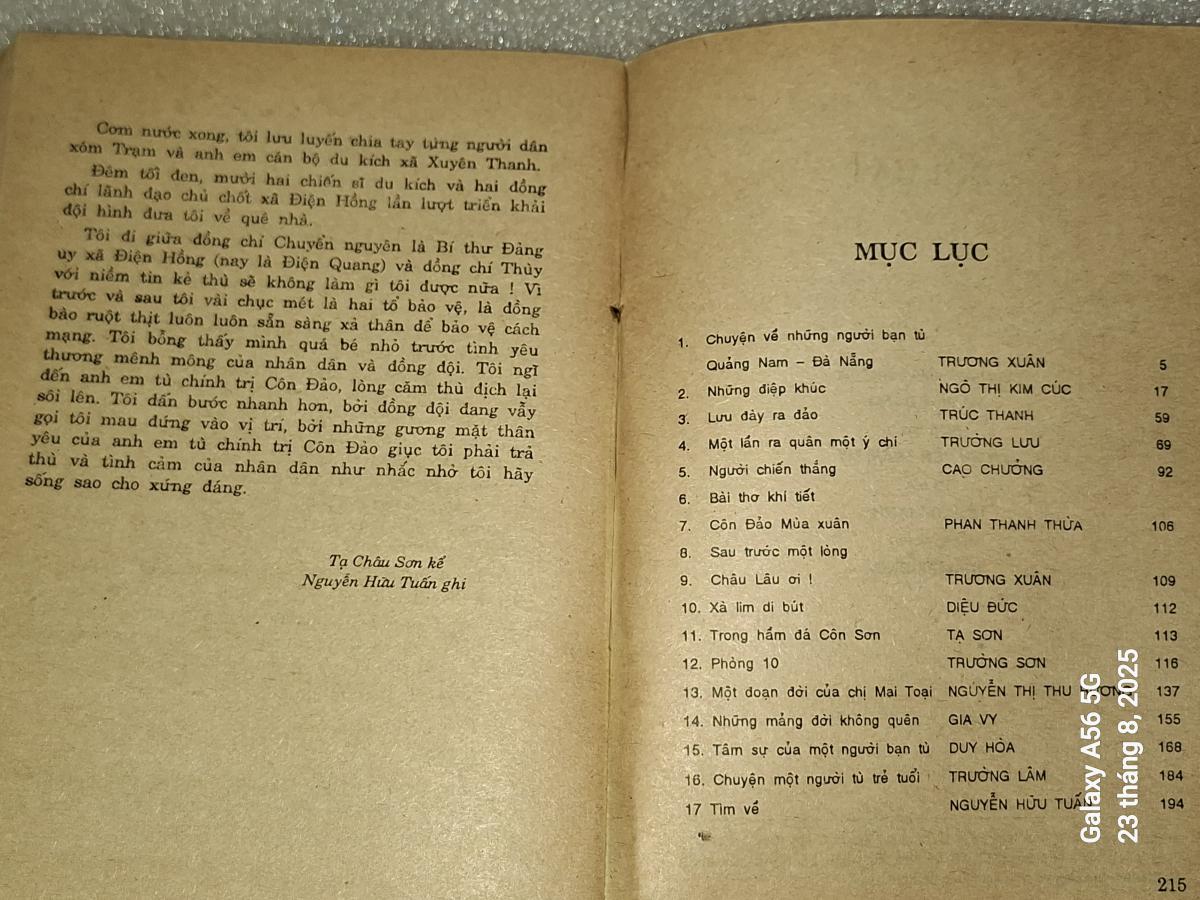 Cơm nước xong, tôi lưu luyến chia tay từng người dân
xóm Trạm và anh em cán bộ du kích xã Xuyên Thanh.
Đêm tối đen, mười hai chiến sĩ du kích và hai đồng
chí lãnh đạo chủ chốt xã Điện Hồng lần lượt triển khải
đội hình đưa tôi về quê nhà.
Tôi đi giữa đồng chí Chuyển nguyên là Bí thư Đảng
uy xã Điện Hồng (nay là Điện Quang) và đồng chí Thủy
với niềm tin kẻ thù sẽ không làm gì tôi được nữa ! Vì
trước và sau tôi vài chục mét là hai tổ bảo vệ, là đồng
bào ruột thịt luôn luôn sẵn sàng xả thân để bảo vệ cách
mạng. Tôi bỗng thấy mình quá bé nhỏ trước tình yêu
thương mênh mông của nhân dân và đồng đội. Tôi ngĩ
đến anh em tù chính trị Côn Đảo, lòng căm thù địch lại
sôi lên. Tôi dấn bước nhanh hơn, bởi đồng đội đang vẫy
gọi tôi mau đứng vào vị trí, bởi những gương mặt thân
yêu của anh em tù chính trị Côn Đảo giục tôi phải trả
thù và tình cảm của nhân dân như nhắc nhở tôi hãy
sống sao cho xứng đáng.
Tạ Châu Sơn kể
Nguyễn Hữu Tuấn ghi
MỤC LỤC
1. Chuyện về những người bạn tù
Quảng Nam - Đà Nẵng TRƯƠNG XUÂN 5
2. Những điệp khúc NGÔ THỊ KIM CÚC 17
3. Lưu đày ra đảo TRÚC THANH 59
4. Một lần ra quân một ý chí TRƯỜNG LƯU 69
5. Người chiến thắng CAO CHƯỞNG 92
6. Bài thơ khí tiết
7. Côn Đảo Mùa xuân PHAN THANH THỪA 106
8. Sau trước một lòng
9. Châu Lâu ơi ! TRƯƠNG XUÂN 109
10. Xà lim di bút DIỆU ĐỨC 112
11. Trong hầm đá Côn Sơn TẠ SƠN 113
12. Phòng 10 TRƯỜNG SƠN 116
13. Một đoạn đời của chị Mai Toại NGUYỄN THỊ THU HƯƠNG 137
14. Những mảng đời không quên GIA VY 155
15. Tâm sự của một người bạn tù DUY HÒA 168
16. Chuyện một người tù trẻ tuổi TRƯỜNG LÂM 184
17 Tìm về NGUYỄN HỮU TUẤN 194
215
Galaxy A56 5G
23 tháng 8, 2025